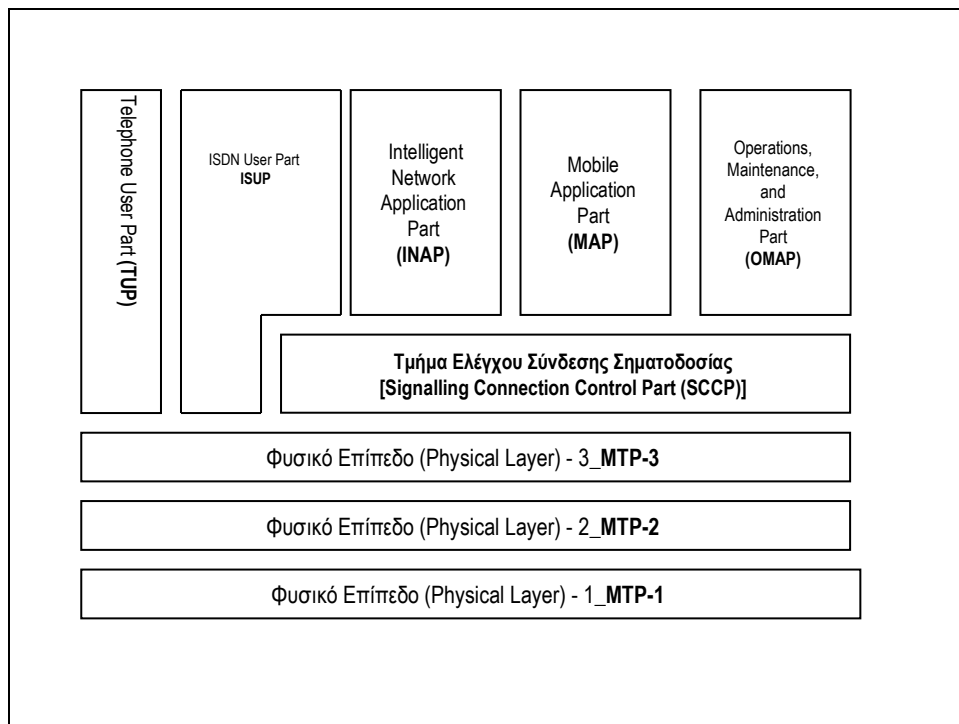 Telephone User Part (TUP)
ISDN User Part
ISUP
Intelligent
Network
Application
Part
(INAP)
Mobile
Application
Part
(MAP)
Operations,
Maintenance,
and
Administration
Part
(OMAP)
Τμήμα Ελέγχου Σύνδεσης Σηματοδοσίας
[Signalling Connection Control Part (SCCP)]
Φυσικό Επίπεδο (Physical Layer) - 3_MTP-3
Φυσικό Επίπεδο (Physical Layer) - 2_MTP-2
Φυσικό Επίπεδο (Physical Layer) - 1_MTP-1